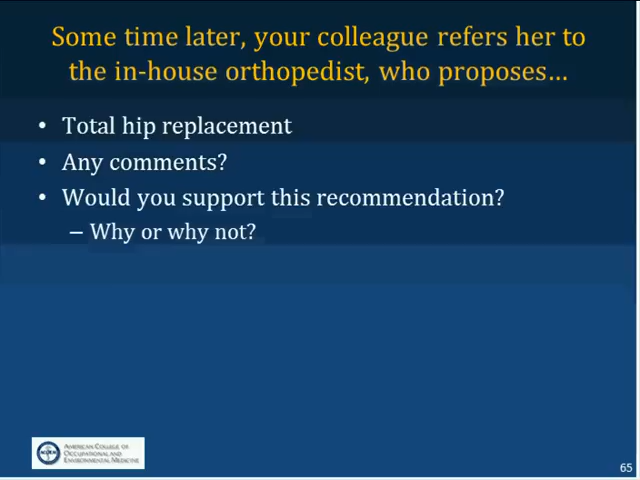 Some time later, your colleague refers her to
the in-house orthopedist, who proposes…
• Total hip replacement
• Any comments?
• Would you support this recommendation?
– Why or why not?
AMERICAN COLLEGE OF
OCCUPATIONAL AND
ENVIRONMENTAL MEDICINE
65